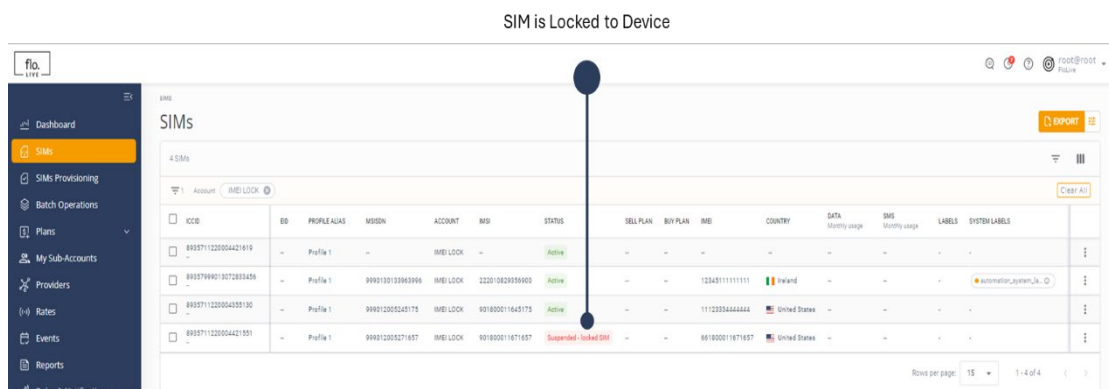 SIM is Locked to Device
flo.
LIVE
root@root
FloLive
Dashboard
SIMs
SIMs Provisioning
Batch Operations
Plans
My Sub-Accounts
Providers
Rates
Events
Reports
SIMS
SIMs
EXPORT
4 SIMs
1 Account IMEI LOCK
Clear All
ICCID EID PROFILE ALIAS MSISDN ACCOUNT IMSI STATUS SELL PLAN BUY PLAN IMEI COUNTRY DATA Monthly usage SMS Monthly usage LABELS SYSTEM LABELS
8935711220004421619 – Profile 1 – IMEI LOCK – Active – – – – – – - -
–
89357999013072833456 – Profile 1 9990130133963996 IMEI LOCK 222010829356903 Active – – 12345111111111 Ireland – – - automation_system_la...
–
8935711220004355130 – Profile 1 999012005245175 IMEI LOCK 901800011645175 Active – – 11123334444444 United States – – - -
–
8935711220004421551 – Profile 1 999012005271657 IMEI LOCK 901800011671657 Suspended - locked SIM – – 661800011671657 United States – – - -
–
Rows per page: 15 1-4 of 4